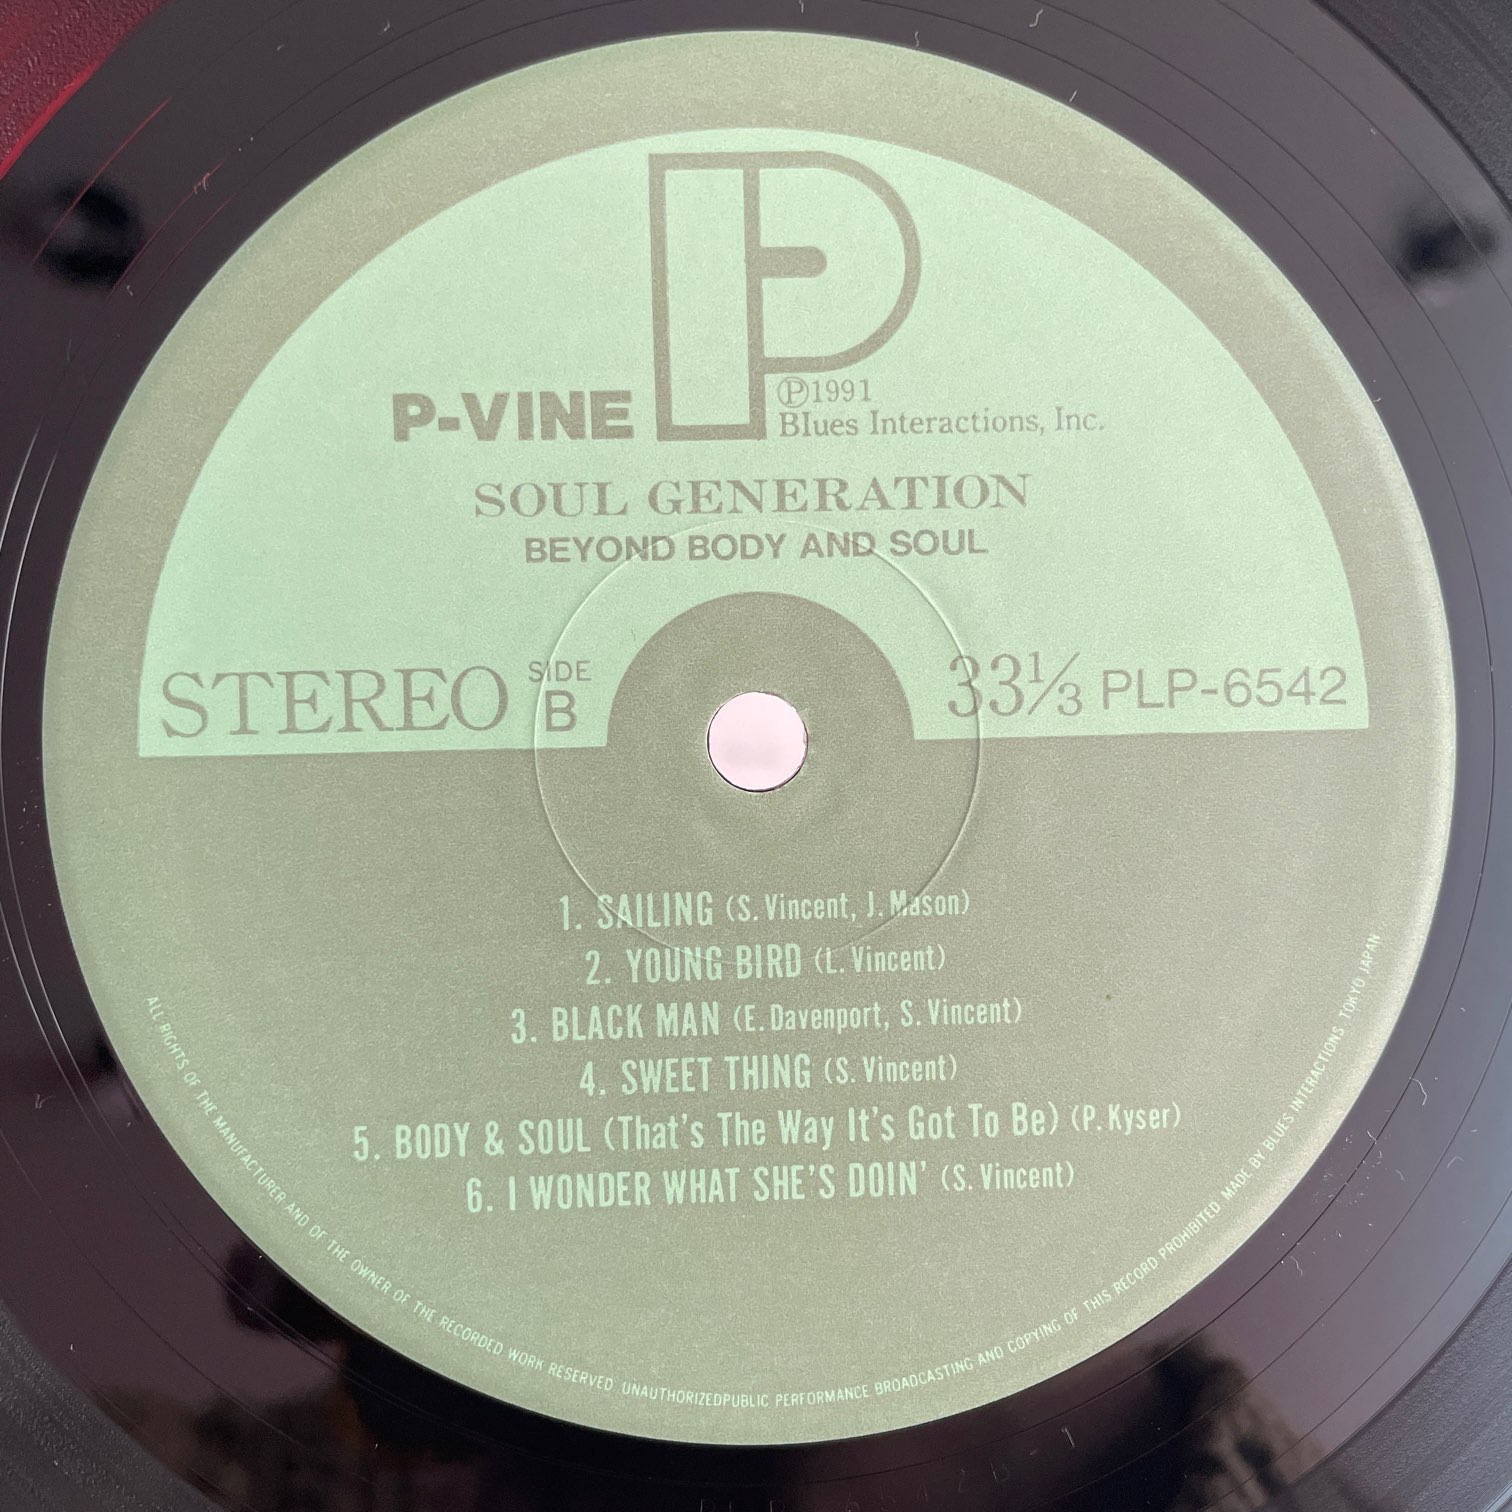 P-VINE
Ⓟ1991
Blues Interactions, Inc.
SOUL GENERATION
BEYOND BODY AND SOUL
STEREO SIDE B 33⅓ PLP-6542
1. SAILING (S. Vincent, J. Mason)
2. YOUNG BIRD (L. Vincent)
3. BLACK MAN (E. Davenport, S. Vincent)
4. SWEET THING (S. Vincent)
5. BODY & SOUL (That's The Way It's Got To Be) (P. Kyser)
6. I WONDER WHAT SHE'S DOIN' (S. Vincent)
ALL RIGHTS OF THE MANUFACTURER AND OF THE OWNER OF THE RECORDED WORK RESERVED UNAUTHORIZEDPUBLIC PERFORMANCE BROADCASTING AND COPYING OF THIS RECORD PROHIBITED MADE BY BLUES INTERACTIONS TOKYO JAPAN